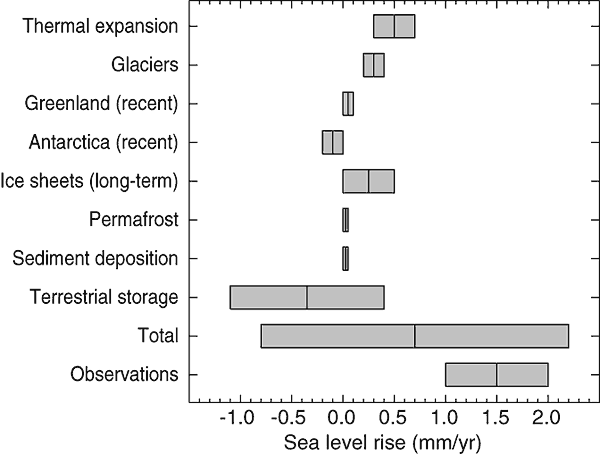 Thermal expansion
Glaciers
Greenland (recent)
Antarctica (recent)
Ice sheets (long-term)
Permafrost
Sediment deposition
Terrestrial storage
Total
Observations
-1.0 -0.5 0.0 0.5 1.0 1.5 2.0
Sea level rise (mm/yr)